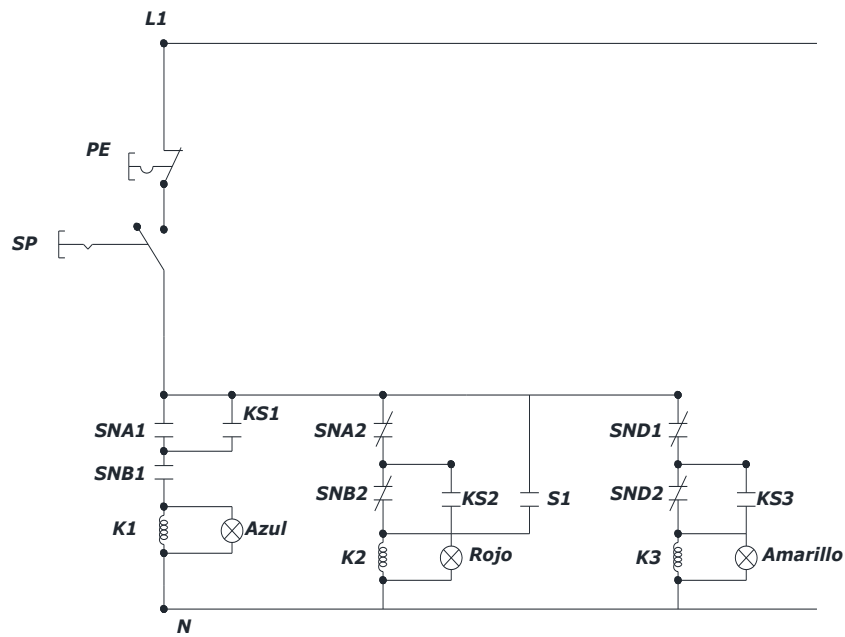 L1
PE
SP
SNA1
KS1
SNA2
SND1
SNB1
SNB2
KS2
S1
SND2
KS3
K1
Azul
K2
Rojo
K3
Amarillo
N